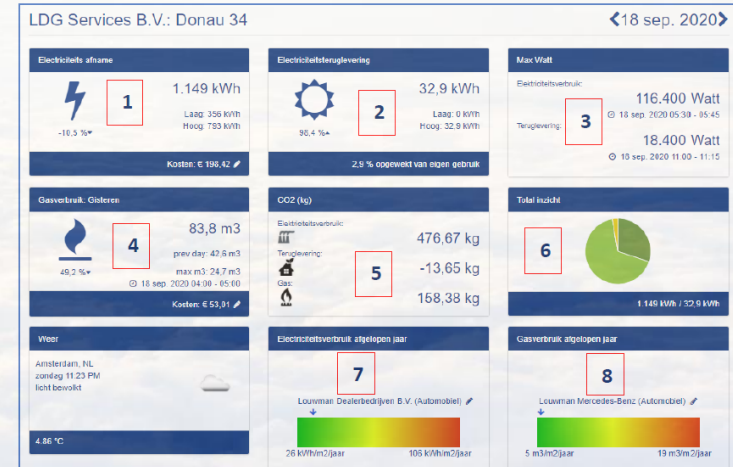 LDG Services B.V.: Donau 34
18 sep. 2020
Electriciteits afname
1
1.149 kWh
Laag: 356 kWh
Hoog: 793 kWh
-10,5 %
Kosten: € 198,42
Electriciteitsteruglevering
2
32,9 kWh
Laag: 0 kWh
Hoog: 32,9 kWh
98,4 %
2,9 % opgewekt van eigen gebruik
Max Watt
Elektrioteitsverbruik:
116.400 Watt
18 sep. 2020 05:30 - 05:45
3
Teruglevering:
18.400 Watt
18 sep. 2020 11:00 - 11:15
Gasverbruik: Gisteren
4
83,8 m3
prev day: 42,6 m3
49,2 %
max m3: 24,7 m3
18 sep. 2020 04:00 - 05:00
Kosten: € 53,01
CO2 (kg)
Elektrioteitsverbruik:
476,67 kg
Teruglevering:
5
-13,65 kg
Gas:
158,38 kg
Total inzicht
6
1.149 kWh / 32,9 kWh
Weer
Amsterdam, NL
zondag 11:23 PM
licht bewolkt
4.86 °C
Electriciteitsverbruik afgelopen jaar
7
Louwman Dealerbedrijven B.V. (Automobiel)
26 kWh/m2/jaar
106 kWh/m2/jaar
Gasverbruik afgelopen jaar
8
Louwman Mercedes-Benz (Automobiel)
5 m3/m2/jaar
19 m3/m2/jaar